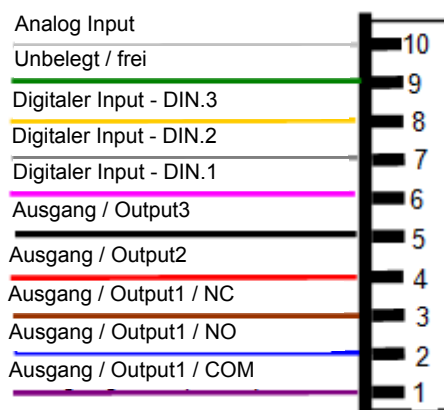 Analog Input
10
Unbelegt / frei
9
Digitaler Input - DIN.3
8
Digitaler Input - DIN.2
7
Digitaler Input - DIN.1
6
Ausgang / Output3
5
Ausgang / Output2
4
Ausgang / Output1 / NC
3
Ausgang / Output1 / NO
2
Ausgang / Output1 / COM
1